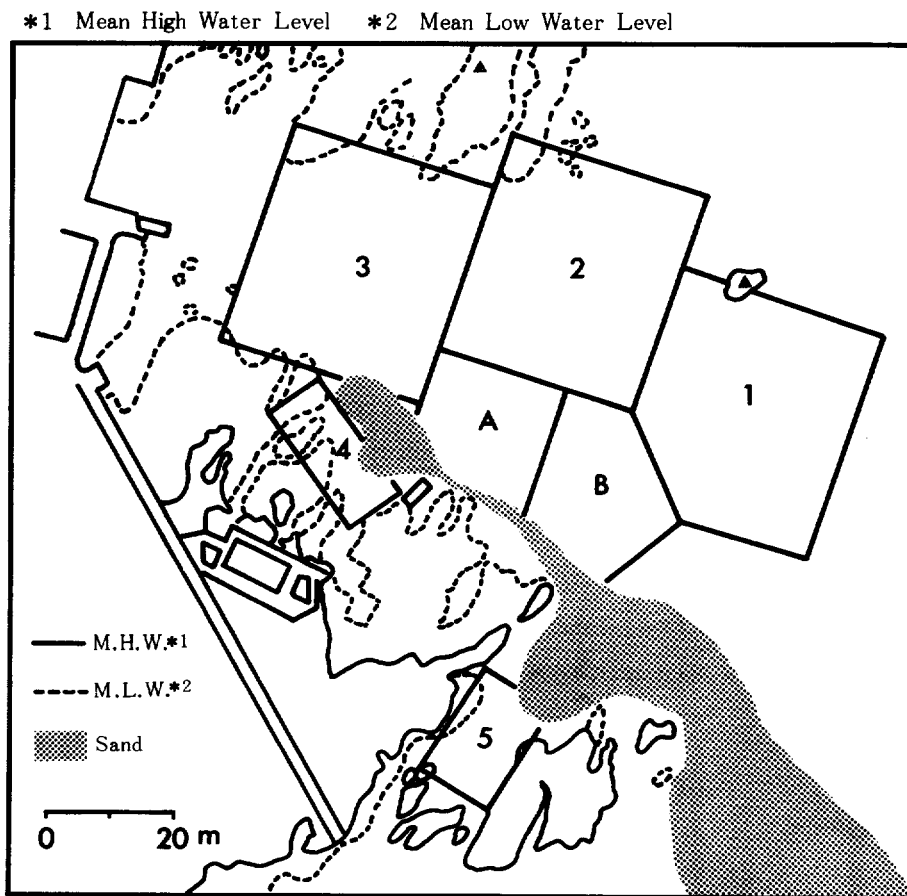 *1 Mean High Water Level *2 Mean Low Water Level
3
2
1
A
4
B
M.H.W.*1
M.L.W.*2
Sand
5
0 20 m